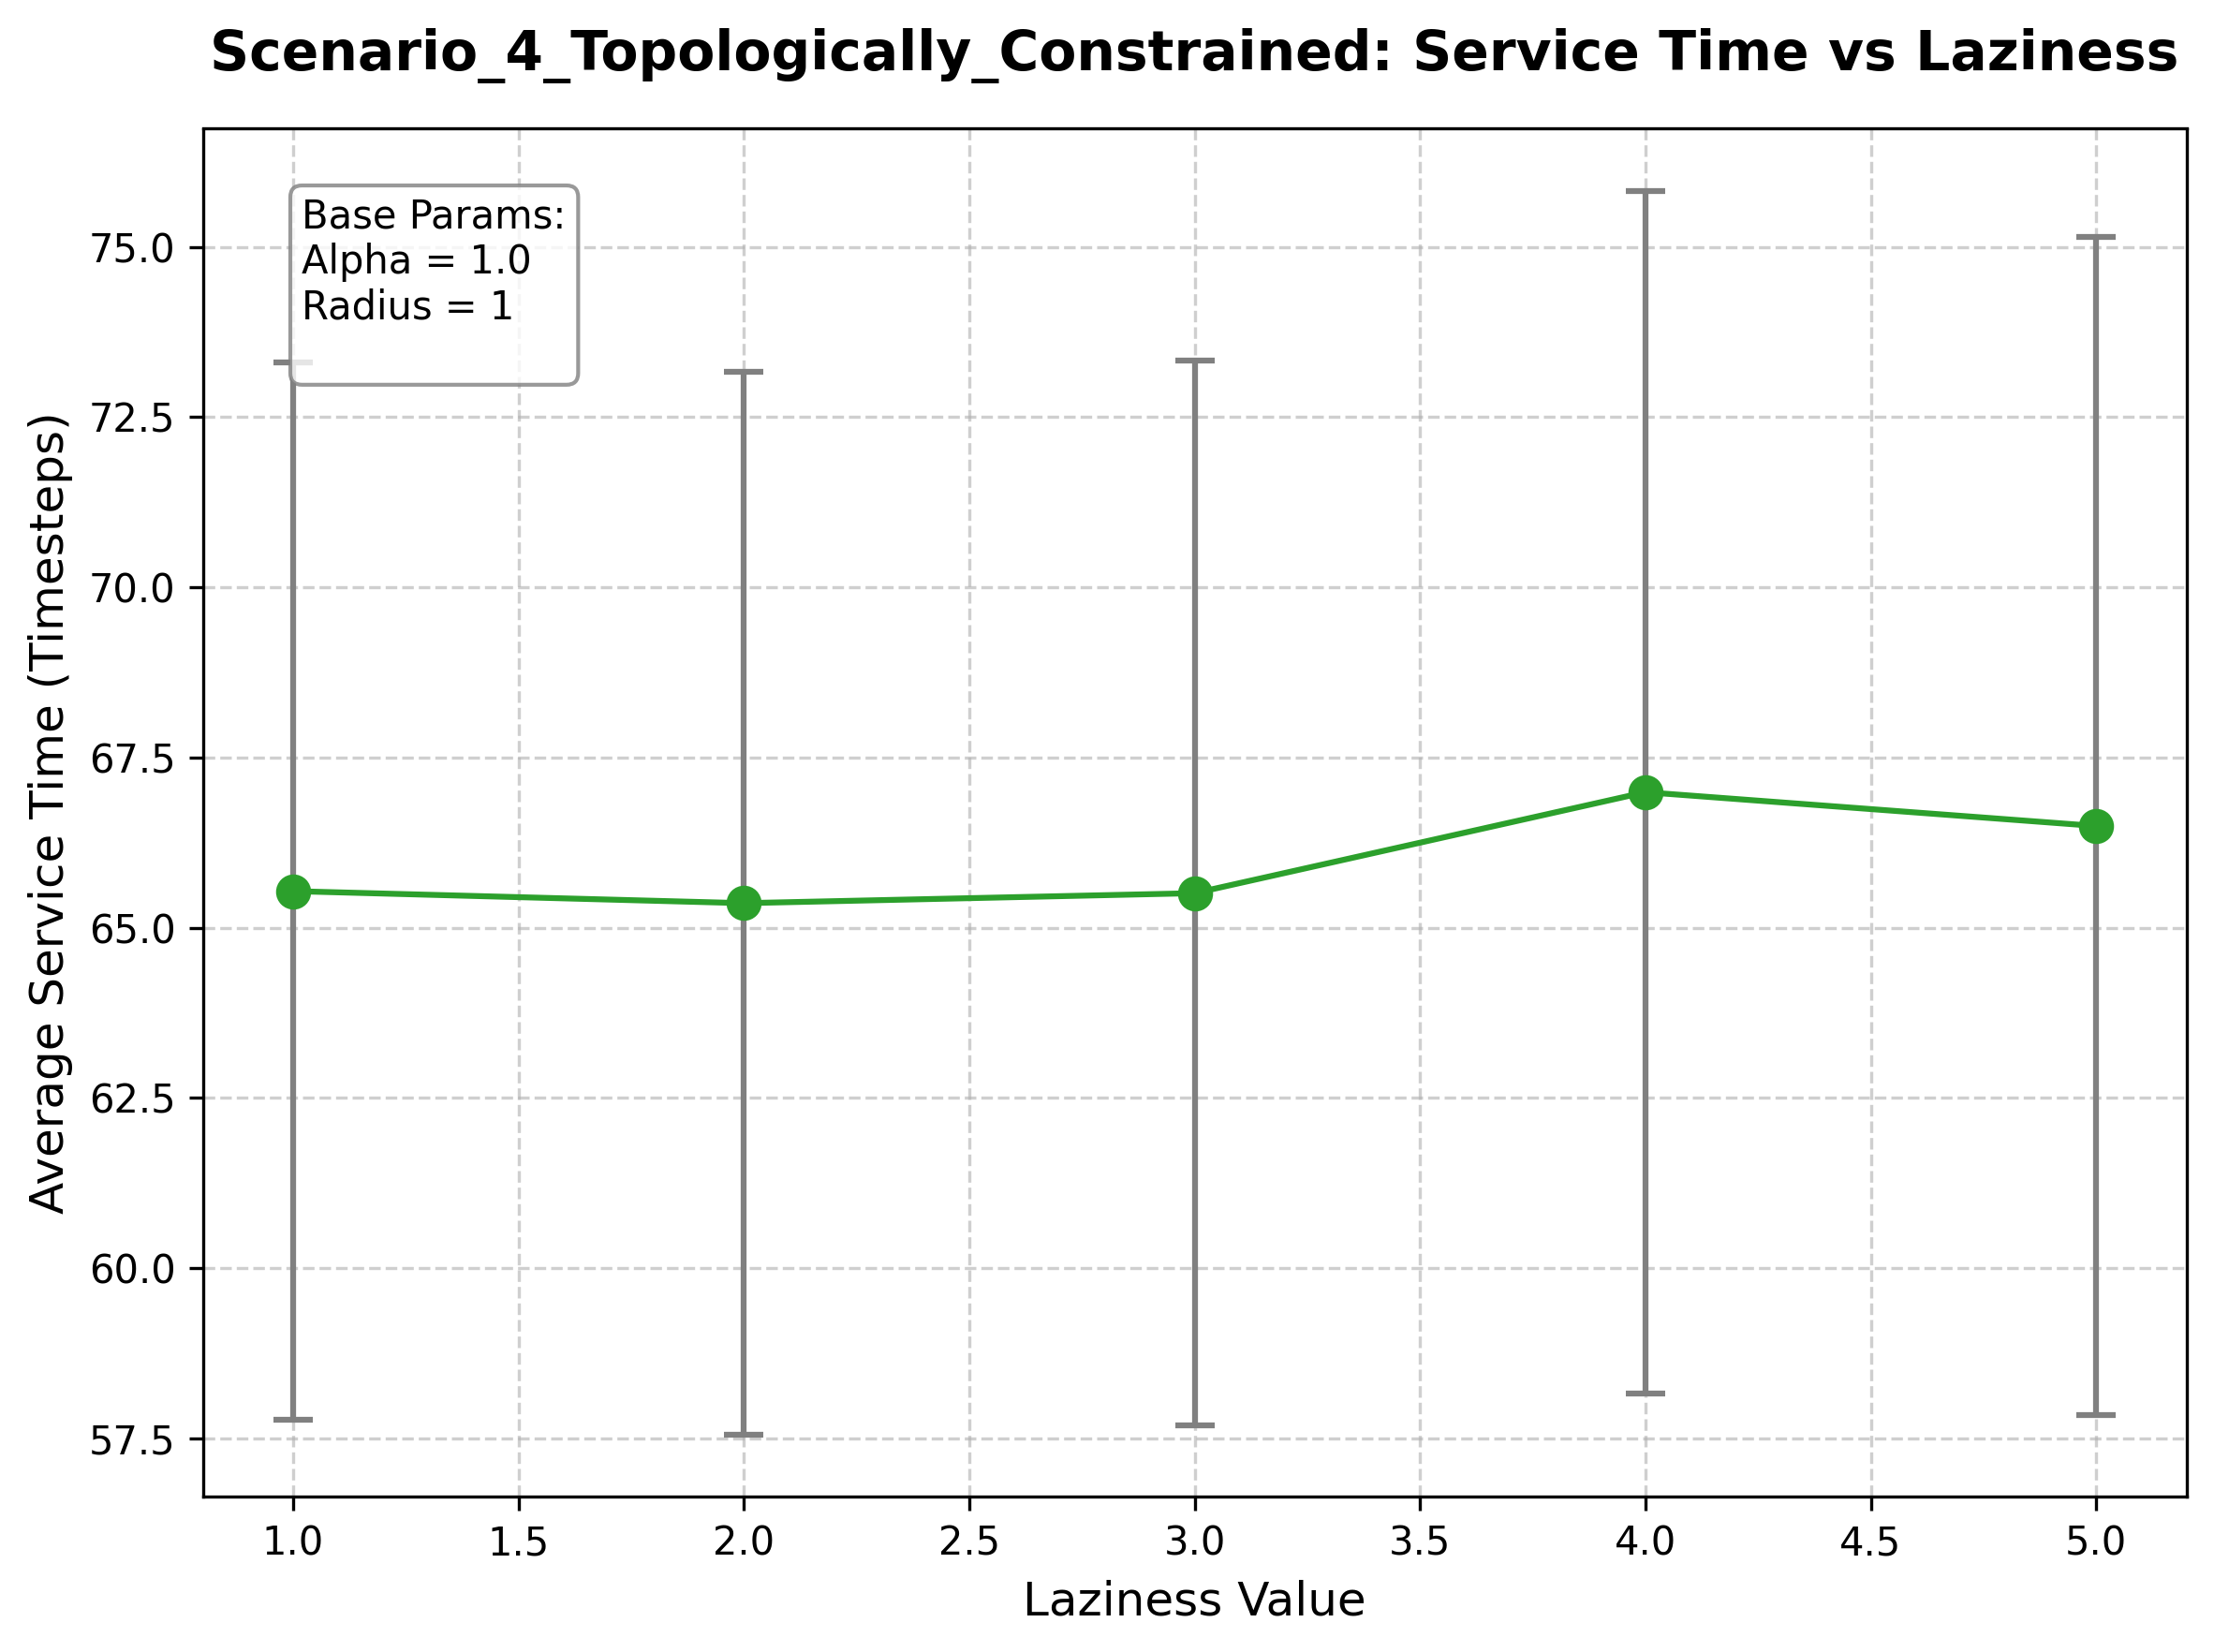 Scenario_4_Topologically_Constrained: Service Time vs Laziness
Base Params:
Alpha = 1.0
Radius = 1
Average Service Time (Timesteps)
75.0
72.5
70.0
67.5
65.0
62.5
60.0
57.5
1.0 1.5 2.0 2.5 3.0 3.5 4.0 4.5 5.0
Laziness Value